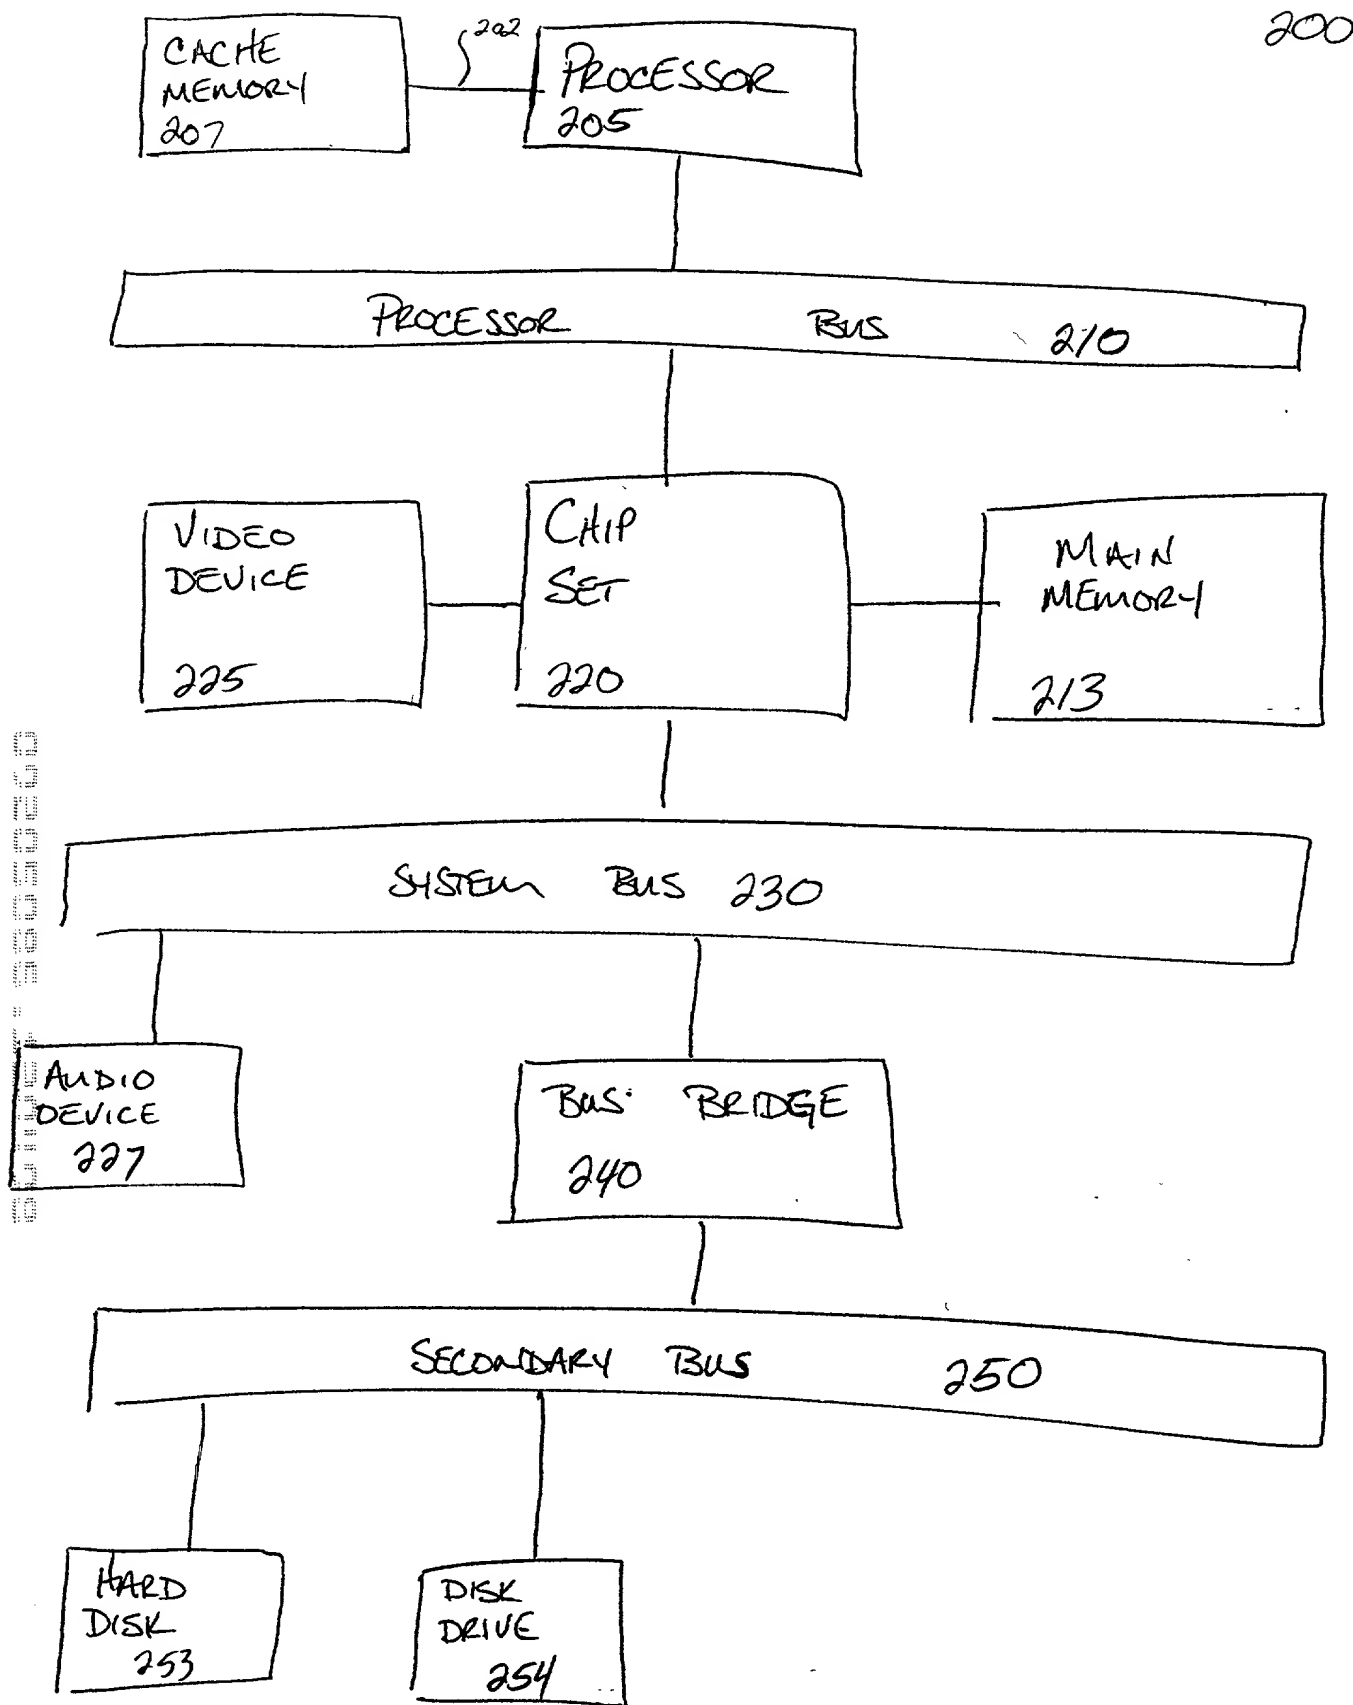 200
CACHE
MEMORY
207
202
PROCESSOR
205
PROCESSOR BUS 210
VIDEO
DEVICE
225
CHIP
SET
220
MAIN
MEMORY
213
SYSTEM BUS 230
AUDIO
DEVICE
227
BUS BRIDGE
240
SECONDARY BUS 250
HARD
DISK
253
DISK
DRIVE
254